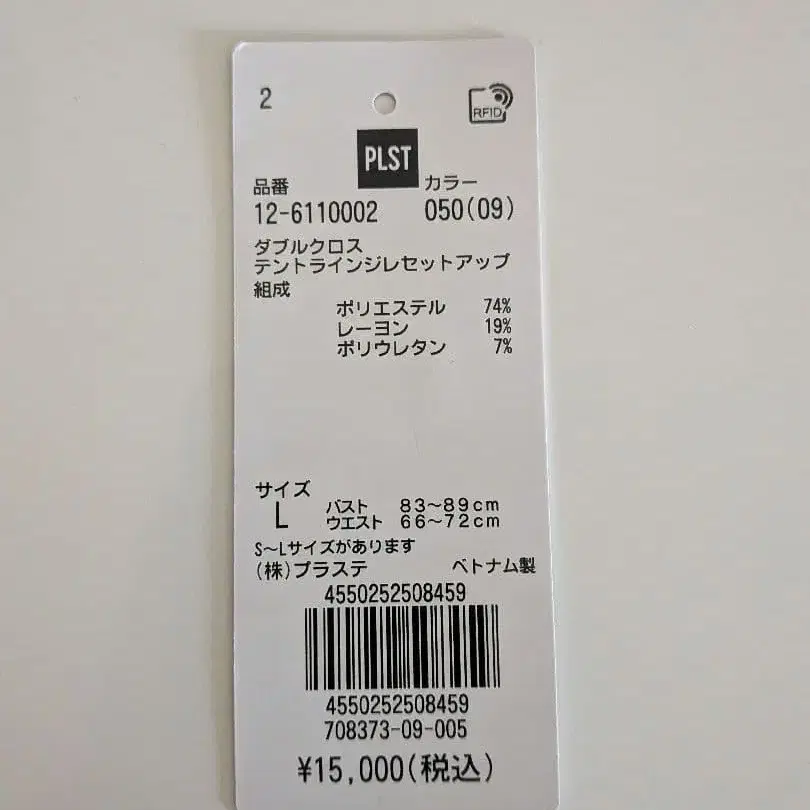 2
RFID
PLST
品番 カラー
12-6110002 050(09)
ダブルクロス
テントラインジレセットアップ
組成
ポリエステル 74%
レーヨン 19%
ポリウレタン 7%
サイズ
L バスト 83〜89cm
ウエスト 66〜72cm
S〜Lサイズがあります
(株)プラステ ベトナム製
4550252508459
4550252508459
708373-09-005
¥15,000(税込)